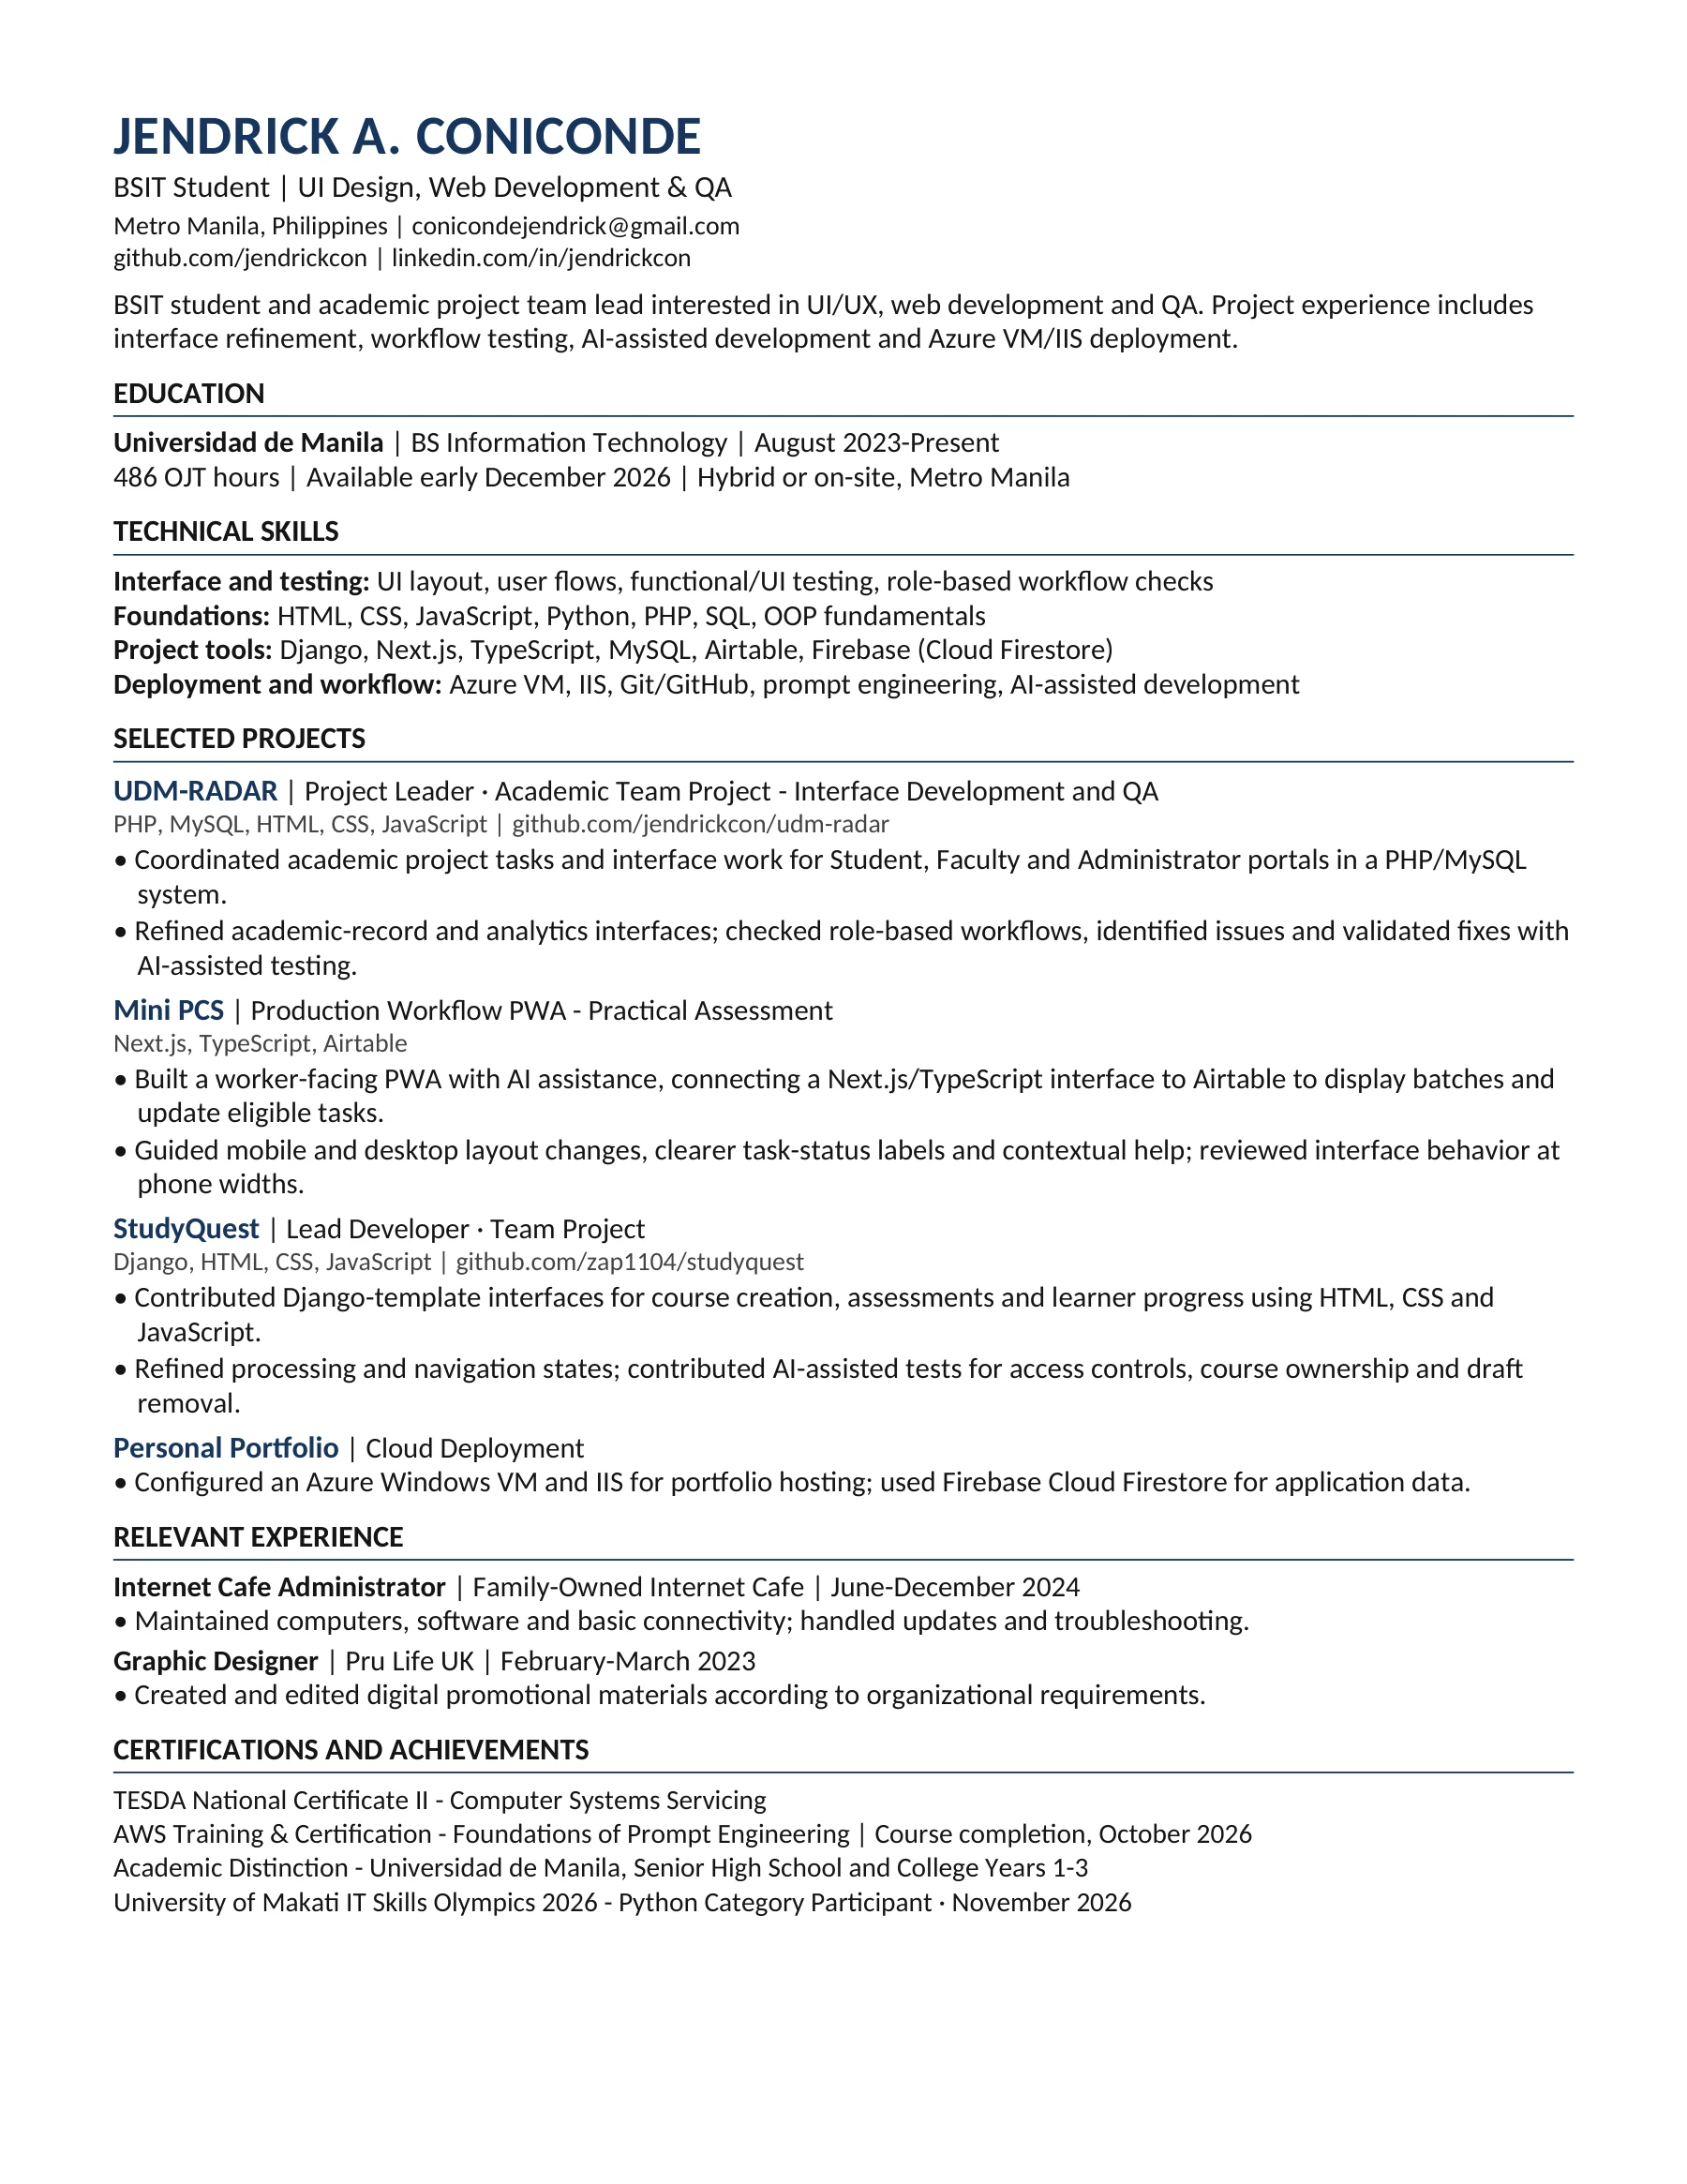 JENDRICK A. CONICONDE
BSIT Student | UI Design, Web Development & QA
Metro Manila, Philippines | conicondejendrick@gmail.com
github.com/jendrickcon | linkedin.com/in/jendrickcon
BSIT student and academic project team lead interested in UI/UX, web development and QA. Project experience includes
interface refinement, workflow testing, AI-assisted development and Azure VM/IIS deployment.
EDUCATION
Universidad de Manila | BS Information Technology | August 2023-Present
486 OJT hours | Available early December 2026 | Hybrid or on-site, Metro Manila
TECHNICAL SKILLS
Interface and testing: UI layout, user flows, functional/UI testing, role-based workflow checks
Foundations: HTML, CSS, JavaScript, Python, PHP, SQL, OOP fundamentals
Project tools: Django, Next.js, TypeScript, MySQL, Airtable, Firebase (Cloud Firestore)
Deployment and workflow: Azure VM, IIS, Git/GitHub, prompt engineering, AI-assisted development
SELECTED PROJECTS
UDM-RADAR | Project Leader · Academic Team Project - Interface Development and QA
PHP, MySQL, HTML, CSS, JavaScript | github.com/jendrickcon/udm-radar
• Coordinated academic project tasks and interface work for Student, Faculty and Administrator portals in a PHP/MySQL
system.
• Refined academic-record and analytics interfaces; checked role-based workflows, identified issues and validated fixes with
AI-assisted testing.
Mini PCS | Production Workflow PWA - Practical Assessment
Next.js, TypeScript, Airtable
• Built a worker-facing PWA with AI assistance, connecting a Next.js/TypeScript interface to Airtable to display batches and
update eligible tasks.
• Guided mobile and desktop layout changes, clearer task-status labels and contextual help; reviewed interface behavior at
phone widths.
StudyQuest | Lead Developer · Team Project
Django, HTML, CSS, JavaScript | github.com/zap1104/studyquest
• Contributed Django-template interfaces for course creation, assessments and learner progress using HTML, CSS and
JavaScript.
• Refined processing and navigation states; contributed AI-assisted tests for access controls, course ownership and draft
removal.
Personal Portfolio | Cloud Deployment
• Configured an Azure Windows VM and IIS for portfolio hosting; used Firebase Cloud Firestore for application data.
RELEVANT EXPERIENCE
Internet Cafe Administrator | Family-Owned Internet Cafe | June-December 2024
• Maintained computers, software and basic connectivity; handled updates and troubleshooting.
Graphic Designer | Pru Life UK | February-March 2023
• Created and edited digital promotional materials according to organizational requirements.
CERTIFICATIONS AND ACHIEVEMENTS
TESDA National Certificate II - Computer Systems Servicing
AWS Training & Certification - Foundations of Prompt Engineering | Course completion, October 2026
Academic Distinction - Universidad de Manila, Senior High School and College Years 1-3
University of Makati IT Skills Olympics 2026 - Python Category Participant · November 2026